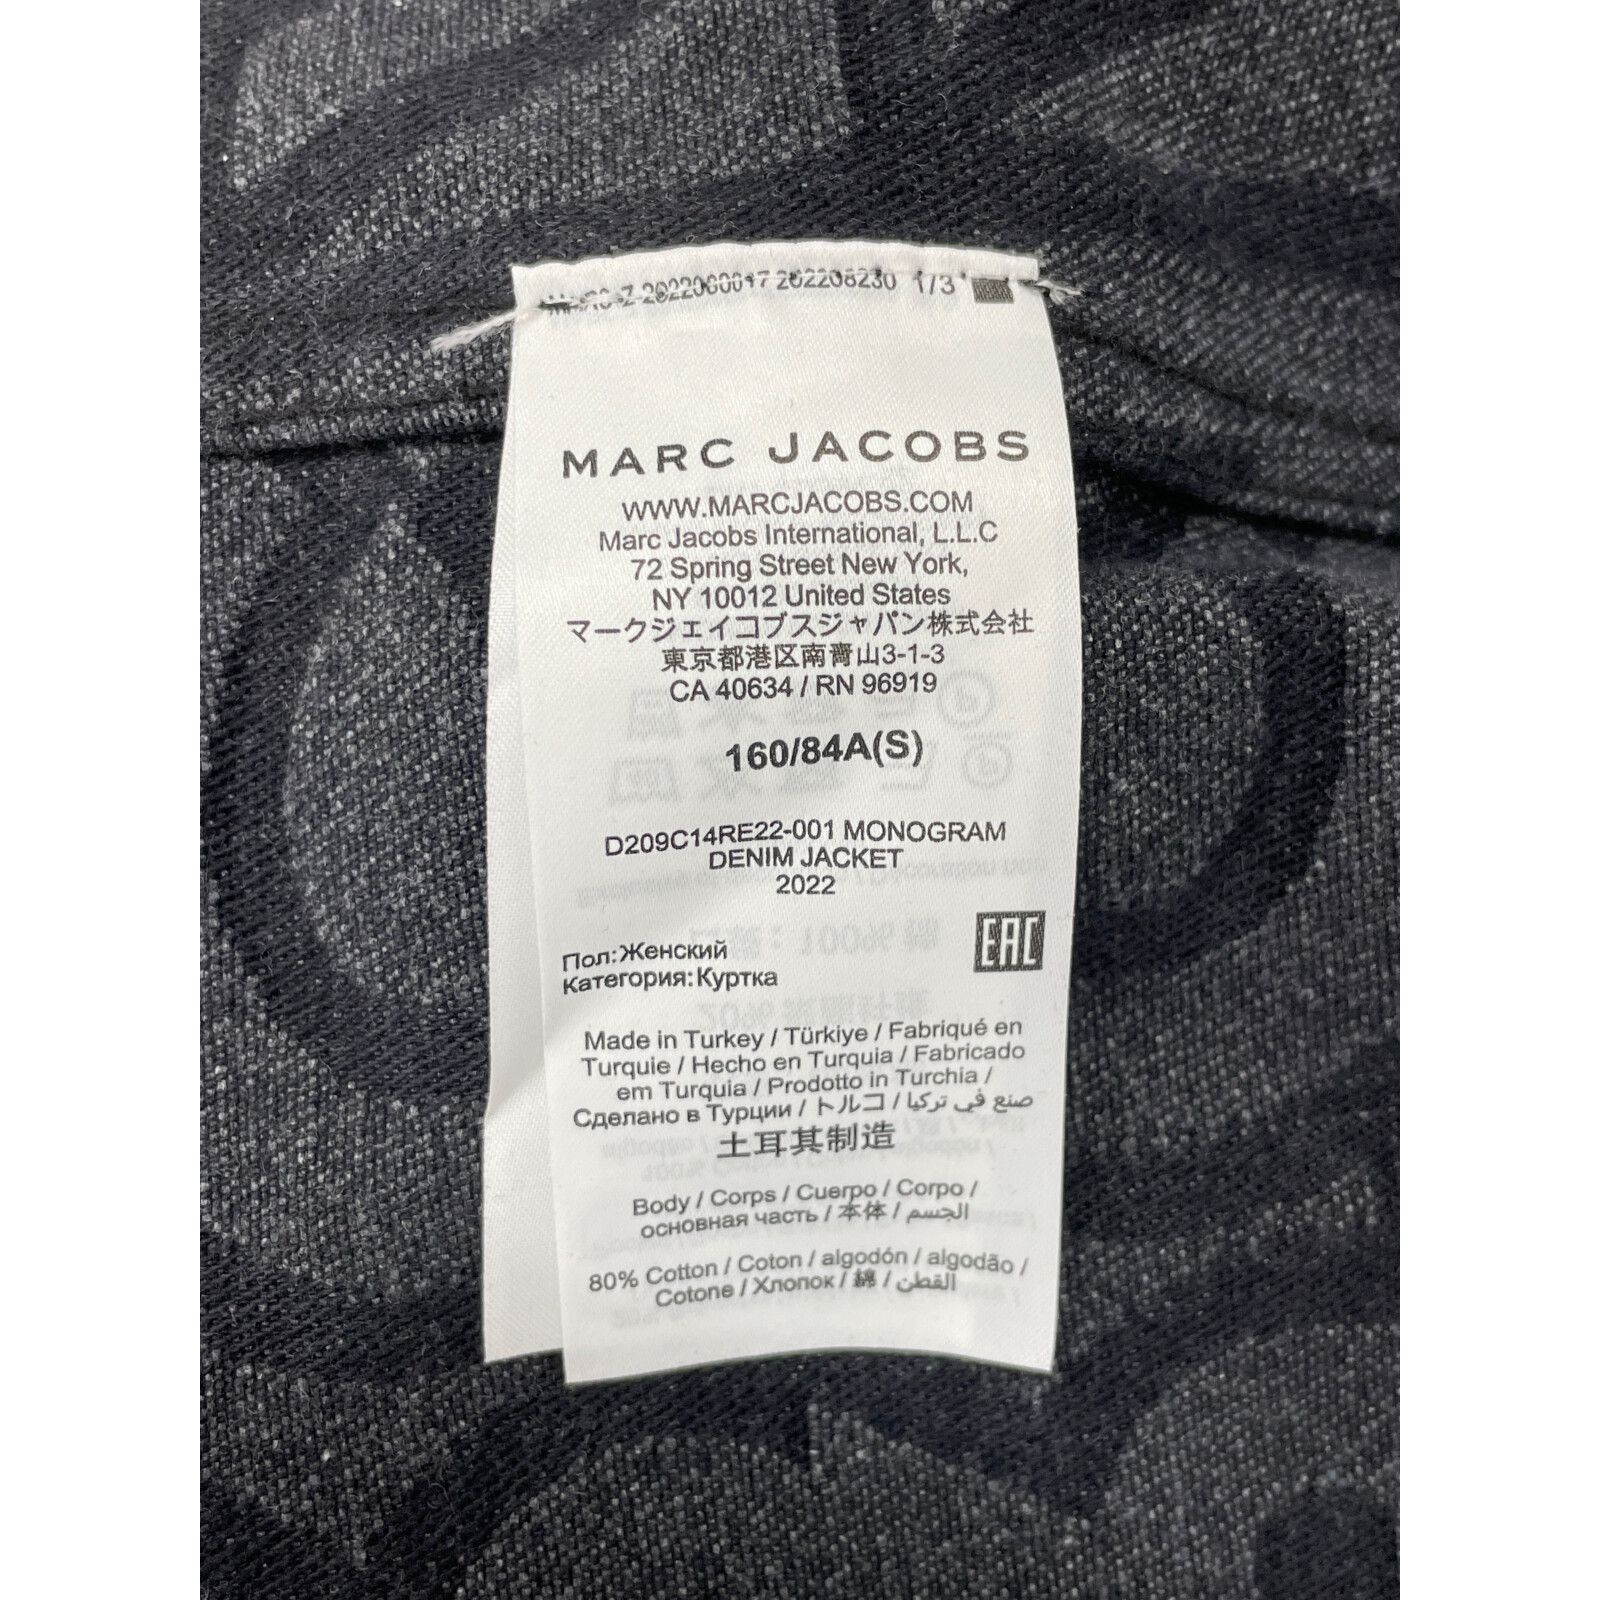 202208230 1/3
MARC JACOBS
WWW.MARCJACOBS.COM
Marc Jacobs International, L.L.C
72 Spring Street New York,
NY 10012 United States
マークジェイコブスジャパン株式会社
東京都港区南青山3-1-3
CA 40634 / RN 96919
160/84A(S)
D209C14RE22-001 MONOGRAM
DENIM JACKET
2022
EAC
Пол:Женский
Категория:Куртка
Made in Turkey / Türkiye / Fabriqué en
Turquie / Hecho en Turquia / Fabricado
em Turquia / Prodotto in Turchia /
Сделано в Турции / トルコ / صنع في تركيا
土耳其制造
Body / Corps / Cuerpo / Corpo /
основная часть / 本体 / الجسم
80% Cotton / Coton / algodón / algodão /
Cotone / Хлопок / 綿 / القطن